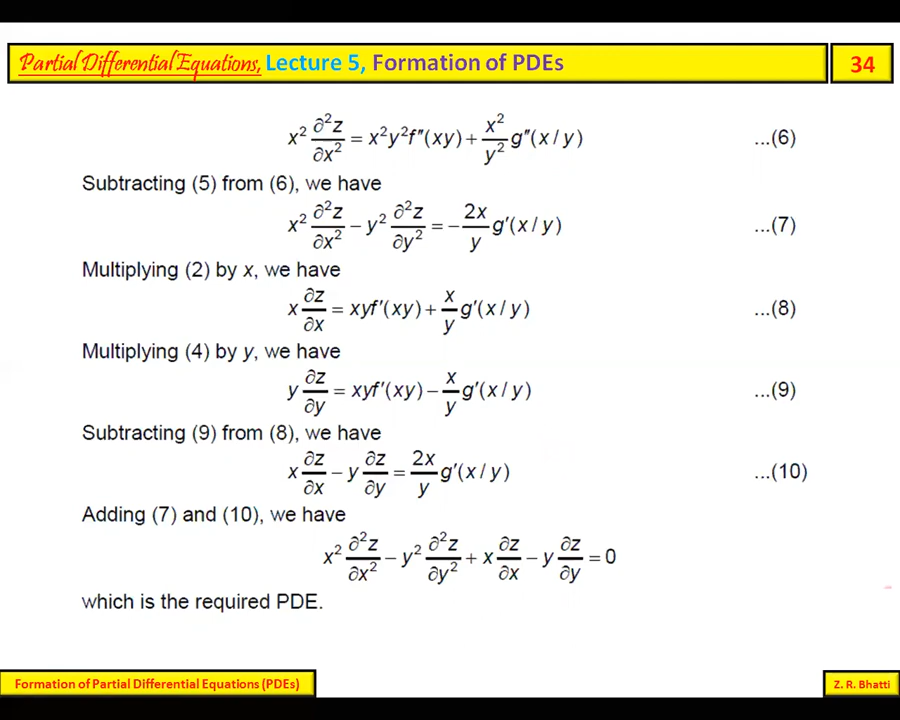 Partial Differential Equations, Lecture 5, Formation of PDEs
34
x² ∂²z/∂x² = x²y²f″(xy) + x²/y² g″(x / y) ...(6)
Subtracting (5) from (6), we have
x² ∂²z/∂x² − y² ∂²z/∂y² = − 2x/y g′(x / y) ...(7)
Multiplying (2) by x, we have
x ∂z/∂x = xyf′(xy) + x/y g′(x / y) ...(8)
Multiplying (4) by y, we have
y ∂z/∂y = xyf′(xy) − x/y g′(x / y) ...(9)
Subtracting (9) from (8), we have
x ∂z/∂x − y ∂z/∂y = 2x/y g′(x / y) ...(10)
Adding (7) and (10), we have
x² ∂²z/∂x² − y² ∂²z/∂y² + x ∂z/∂x − y ∂z/∂y = 0
which is the required PDE.
Formation of Partial Differential Equations (PDEs)
Z. R. Bhatti